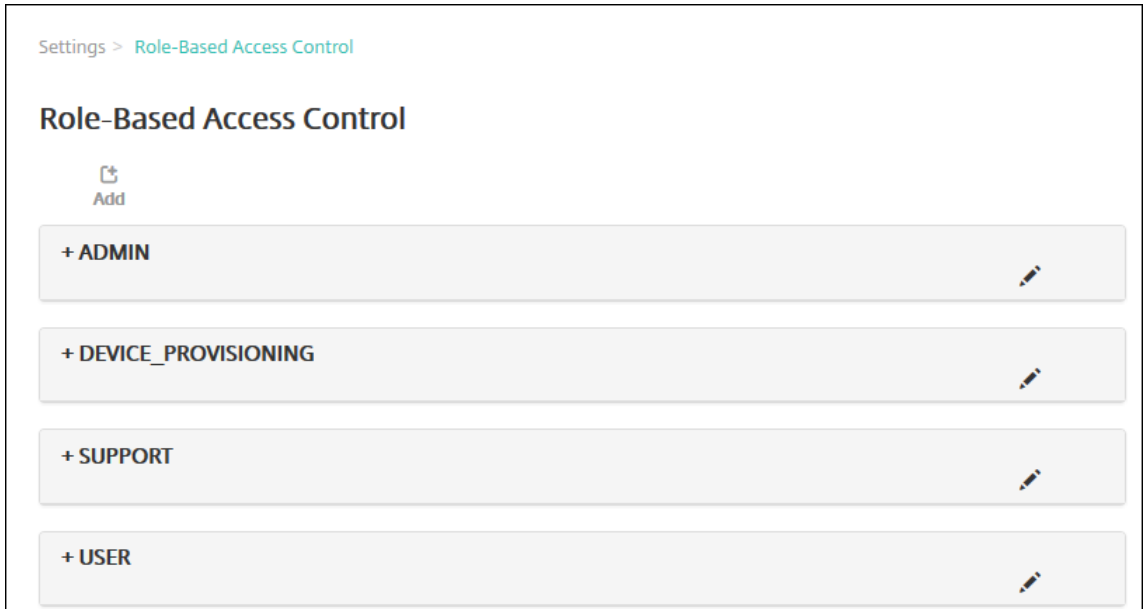 Settings > Role-Based Access Control
Role-Based Access Control
Add
+ ADMIN
+ DEVICE_PROVISIONING
+ SUPPORT
+ USER